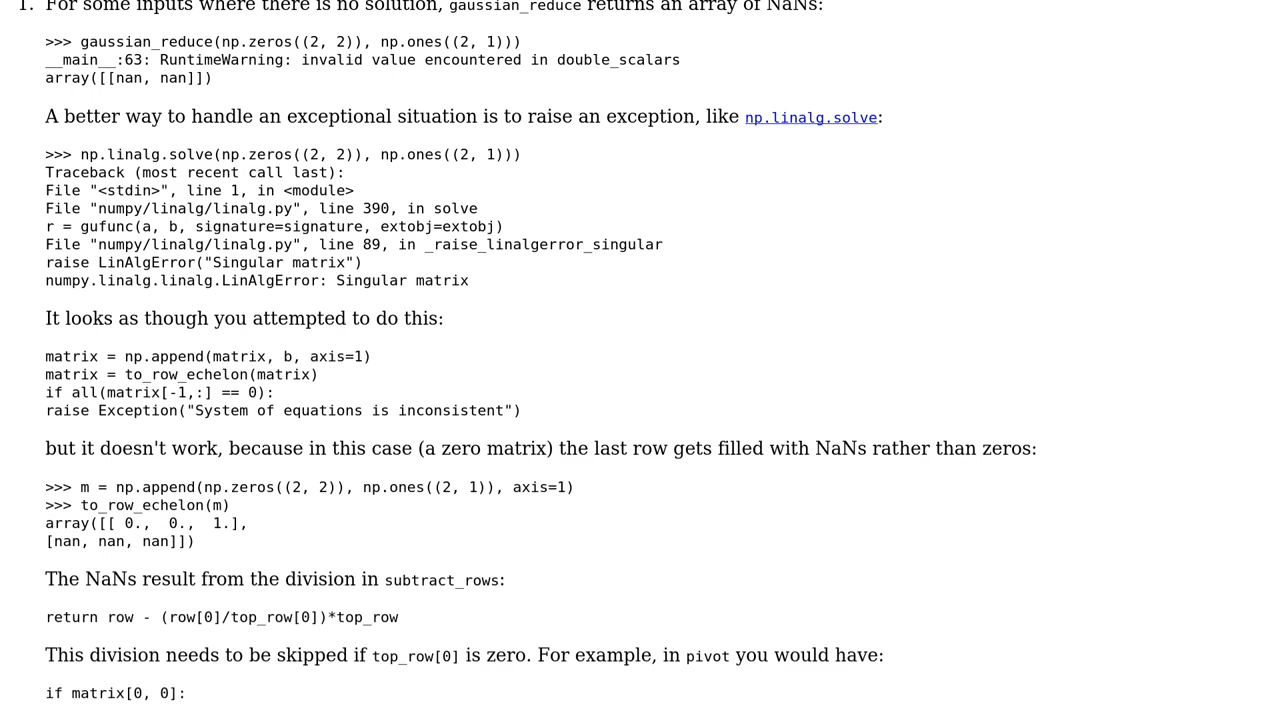 1. For some inputs where there is no solution, gaussian_reduce returns an array of NaNs:
>>> gaussian_reduce(np.zeros((2, 2)), np.ones((2, 1)))
__main__:63: RuntimeWarning: invalid value encountered in double_scalars
array([[nan, nan]])
A better way to handle an exceptional situation is to raise an exception, like np.linalg.solve:
>>> np.linalg.solve(np.zeros((2, 2)), np.ones((2, 1)))
Traceback (most recent call last):
File "<stdin>", line 1, in <module>
File "numpy/linalg/linalg.py", line 390, in solve
r = gufunc(a, b, signature=signature, extobj=extobj)
File "numpy/linalg/linalg.py", line 89, in _raise_linalgerror_singular
raise LinAlgError("Singular matrix")
numpy.linalg.linalg.LinAlgError: Singular matrix
It looks as though you attempted to do this:
matrix = np.append(matrix, b, axis=1)
matrix = to_row_echelon(matrix)
if all(matrix[-1,:] == 0):
raise Exception("System of equations is inconsistent")
but it doesn't work, because in this case (a zero matrix) the last row gets filled with NaNs rather than zeros:
>>> m = np.append(np.zeros((2, 2)), np.ones((2, 1)), axis=1)
>>> to_row_echelon(m)
array([[ 0.,  0.,  1.],
[nan, nan, nan]])
The NaNs result from the division in subtract_rows:
return row - (row[0]/top_row[0])*top_row
This division needs to be skipped if top_row[0] is zero. For example, in pivot you would have:
if matrix[0, 0]: